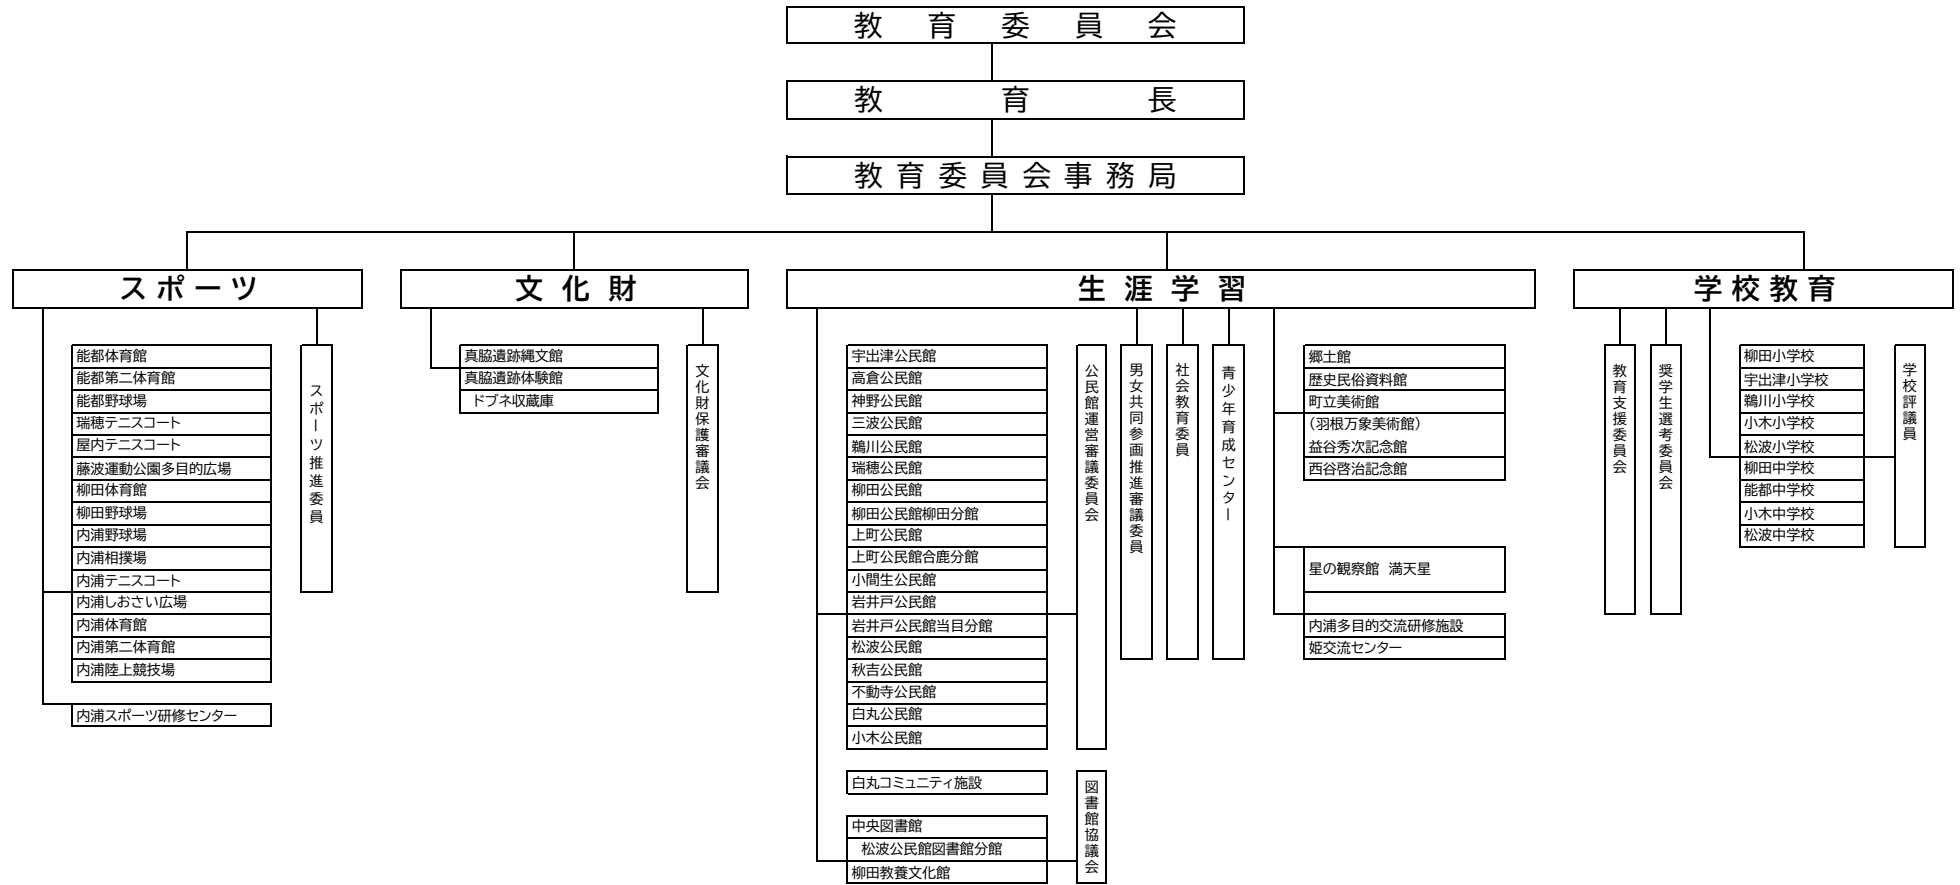 教育委員会
教育長
教育委員会事務局
スポーツ
能都体育館
能都第二体育館
能都野球場
瑞穂テニスコート
屋内テニスコート
藤波運動公園多目的広場
柳田体育館
柳田野球場
内浦野球場
内浦相撲場
内浦テニスコート
内浦しおさい広場
内浦体育館
内浦第二体育館
内浦陸上競技場
内浦スポーツ研修センター
スポーツ推進委員
文化財
真脇遺跡縄文館
真脇遺跡体験館
ドブネ収蔵庫
文化財保護審議会
生涯学習
宇出津公民館
高倉公民館
神野公民館
三波公民館
鵜川公民館
瑞穂公民館
柳田公民館
柳田公民館柳田分館
上町公民館
上町公民館合鹿分館
小間生公民館
岩井戸公民館
岩井戸公民館当目分館
松波公民館
秋吉公民館
不動寺公民館
白丸公民館
小木公民館
白丸コミュニティ施設
中央図書館
松波公民館図書館分館
柳田教養文化館
公民館運営審議委員会
図書館協議会
男女共同参画推進審議委員
社会教育委員
青少年育成センター
郷土館
歴史民俗資料館
町立美術館
（羽根万象美術館）
益谷秀次記念館
西谷啓治記念館
星の観察館 満天星
内浦多目的交流研修施設
姫交流センター
学校教育
教育支援委員会
奨学生選考委員会
柳田小学校
宇出津小学校
鵜川小学校
小木小学校
松波小学校
柳田中学校
能都中学校
小木中学校
松波中学校
学校評議員